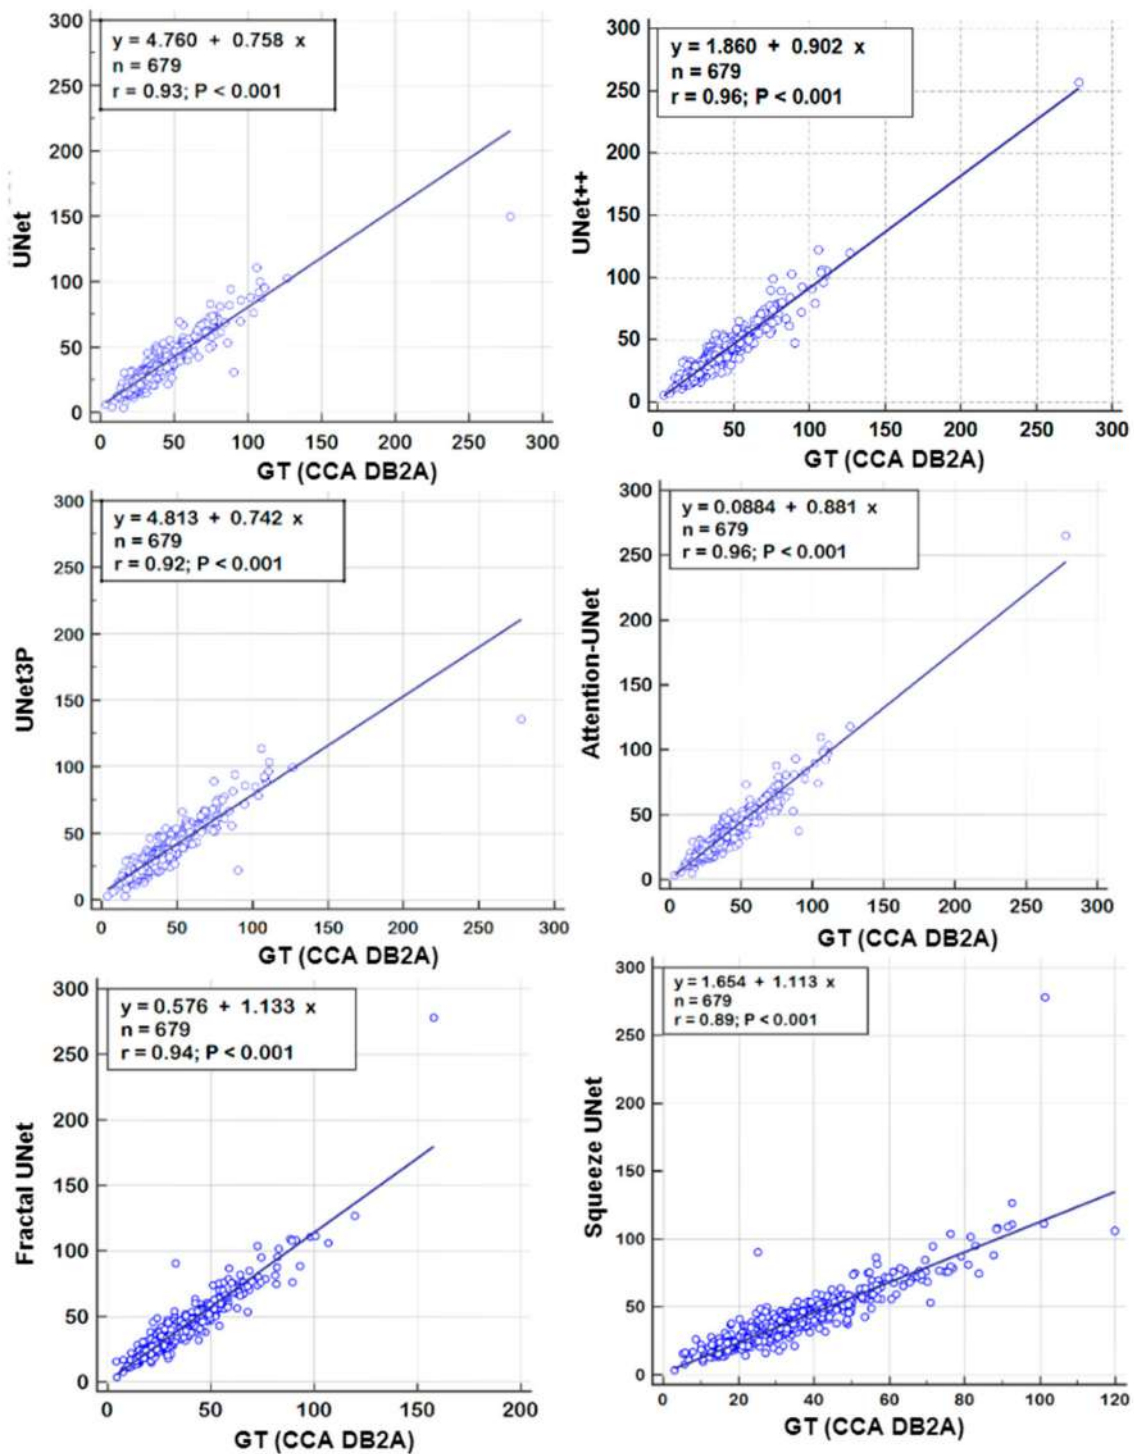 300
250
200
150
100
50
0
UNet
y = 4.760 + 0.758 x
n = 679
r = 0.93; P < 0.001
0 50 100 150 200 250 300
GT (CCA DB2A)
300
250
200
150
100
50
0
UNet++
y = 1.860 + 0.902 x
n = 679
r = 0.96; P < 0.001
0 50 100 150 200 250 300
GT (CCA DB2A)
300
250
200
150
100
50
0
UNet3P
y = 4.813 + 0.742 x
n = 679
r = 0.92; P < 0.001
0 50 100 150 200 250 300
GT (CCA DB2A)
300
250
200
150
100
50
0
Attention-UNet
y = 0.0884 + 0.881 x
n = 679
r = 0.96; P < 0.001
0 50 100 150 200 250 300
GT (CCA DB2A)
300
250
200
150
100
50
0
Fractal UNet
y = 0.576 + 1.133 x
n = 679
r = 0.94; P < 0.001
0 50 100 150 200
GT (CCA DB2A)
300
250
200
150
100
50
0
Squeeze UNet
y = 1.654 + 1.113 x
n = 679
r = 0.89; P < 0.001
0 20 40 60 80 100 120
GT (CCA DB2A)